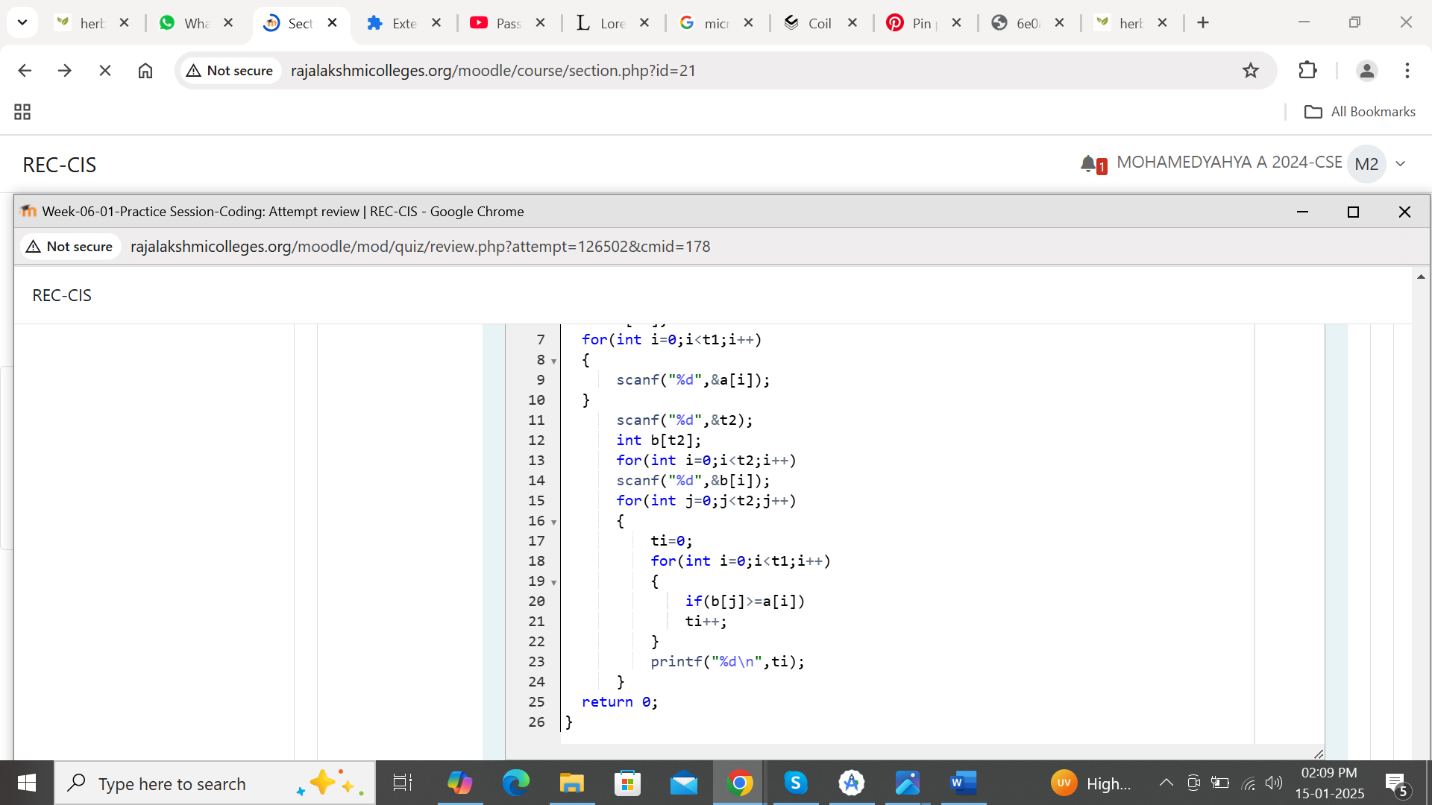 herb
Wha
Sect
Exte
Pass
Lore
micr
Coil
Pin
6e0
herb
Not secure
rajalakshmicolleges.org/moodle/course/section.php?id=21
All Bookmarks
REC-CIS
1
MOHAMEDYAHYA A 2024-CSE
M2
Week-06-01-Practice Session-Coding: Attempt review | REC-CIS - Google Chrome
Not secure
rajalakshmicolleges.org/moodle/mod/quiz/review.php?attempt=126502&cmid=178
REC-CIS
7 for(int i=0;i<t1;i++)
8 {
9 scanf("%d",&a[i]);
10 }
11 scanf("%d",&t2);
12 int b[t2];
13 for(int i=0;i<t2;i++)
14 scanf("%d",&b[i]);
15 for(int j=0;j<t2;j++)
16 {
17 ti=0;
18 for(int i=0;i<t1;i++)
19 {
20 if(b[j]>=a[i])
21 ti++;
22 }
23 printf("%d\n",ti);
24 }
25 return 0;
26 }
Type here to search
UV
High...
02:09 PM
15-01-2025
5